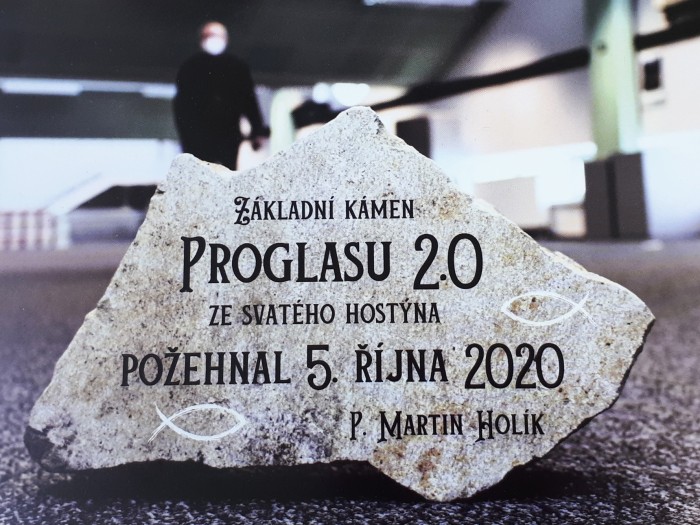 Základní kámen
Proglasu 2.0
ze svatého hostýna
požehnal 5. října 2020
P. Martin Holík